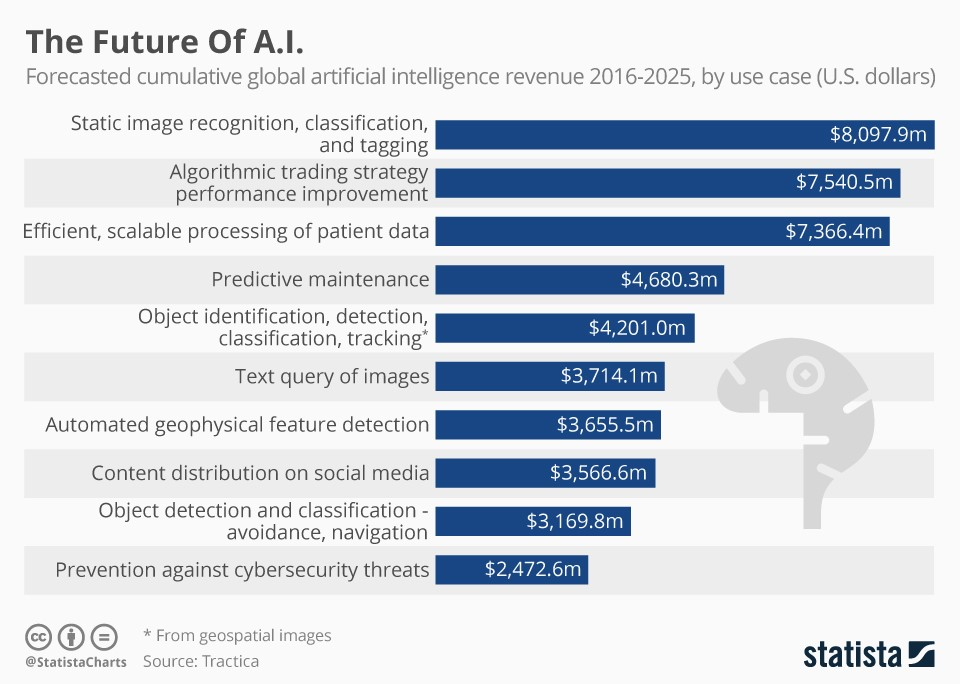 The Future Of A.I.
Forecasted cumulative global artificial intelligence revenue 2016-2025, by use case (U.S. dollars)
Static image recognition, classification,
and tagging
$8,097.9m
Algorithmic trading strategy
performance improvement
$7,540.5m
Efficient, scalable processing of patient data
$7,366.4m
Predictive maintenance
$4,680.3m
Object identification, detection,
classification, tracking*
$4,201.0m
Text query of images
$3,714.1m
Automated geophysical feature detection
$3,655.5m
Content distribution on social media
$3,566.6m
Object detection and classification -
avoidance, navigation
$3,169.8m
Prevention against cybersecurity threats
$2,472.6m
cc
@StatistaCharts
* From geospatial images
Source: Tractica
statista